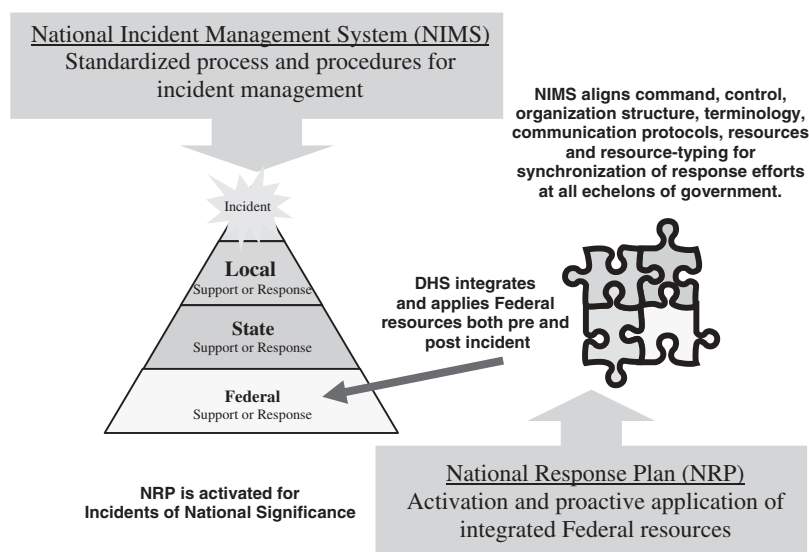 National Incident Management System (NIMS)
Standardized process and procedures for
incident management
NIMS aligns command, control,
organization structure, terminology,
communication protocols, resources
and resource-typing for
synchronization of response efforts
at all echelons of government.
Incident
Local
Support or Response
State
Support or Response
Federal
Support or Response
DHS integrates
and applies Federal
resources both pre and
post incident
NRP is activated for
Incidents of National Significance
National Response Plan (NRP)
Activation and proactive application of
integrated Federal resources